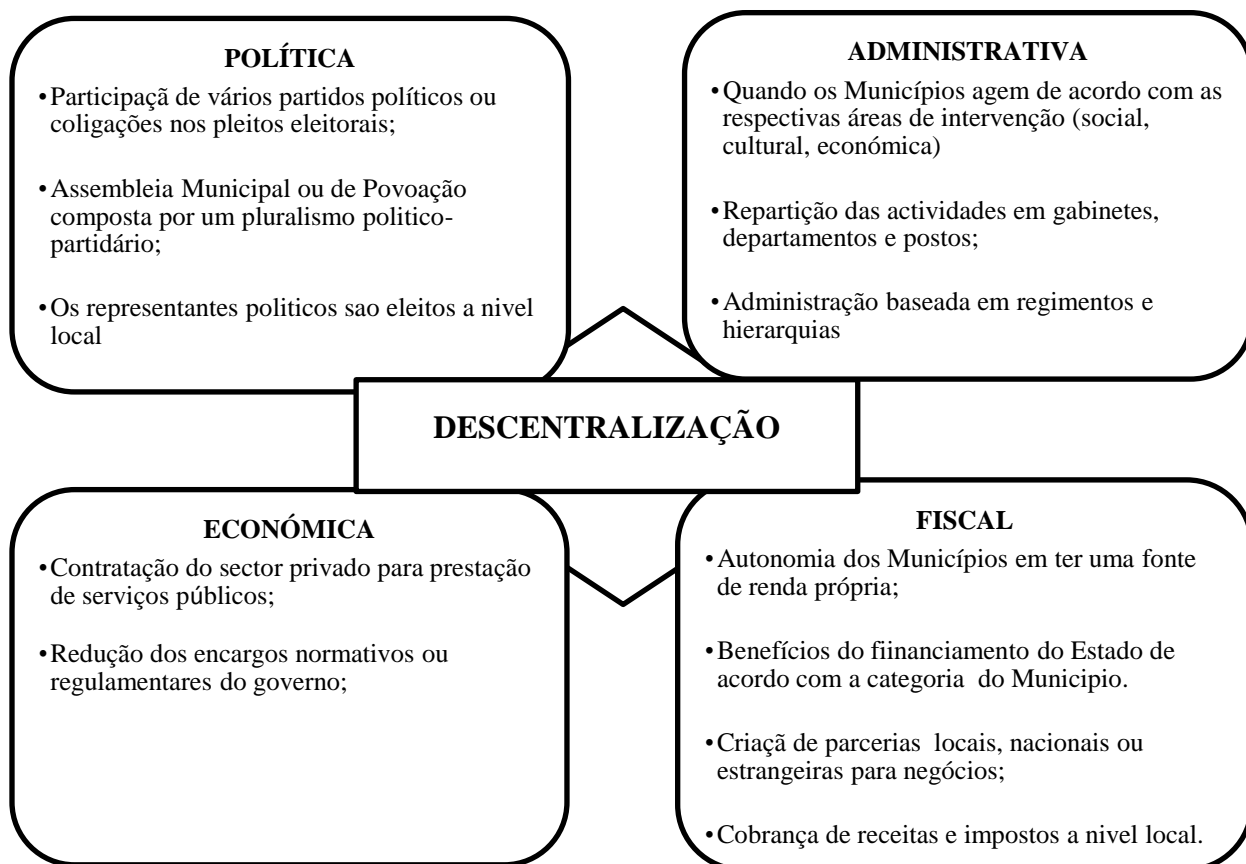 POLÍTICA
•Participaçã de vários partidos políticos ou
coligações nos pleitos eleitorais;
•Assembleia Municipal ou de Povoação
composta por um pluralismo politico-
partidário;
•Os representantes politicos sao eleitos a nivel
local
ADMINISTRATIVA
•Quando os Municípios agem de acordo com as
respectivas áreas de intervenção (social,
cultural, económica)
•Repartição das actividades em gabinetes,
departamentos e postos;
•Administração baseada em regimentos e
hierarquias
DESCENTRALIZAÇÃO
ECONÓMICA
•Contratação do sector privado para prestação
de serviços públicos;
•Redução dos encargos normativos ou
regulamentares do governo;
FISCAL
•Autonomia dos Municípios em ter uma fonte
de renda própria;
•Benefícios do fiinanciamento do Estado de
acordo com a categoria do Municipio.
•Criaçã de parcerias locais, nacionais ou
estrangeiras para negócios;
•Cobrança de receitas e impostos a nivel local.